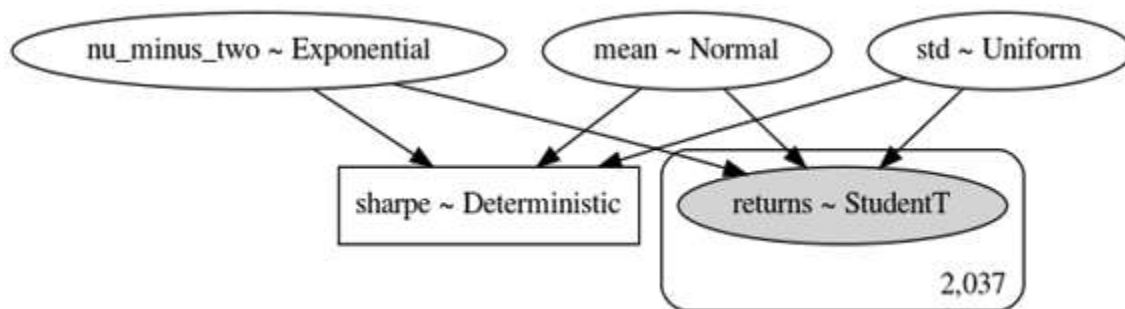 nu_minus_two ~ Exponential
mean ~ Normal
std ~ Uniform
sharpe ~ Deterministic
returns ~ StudentT
2,037